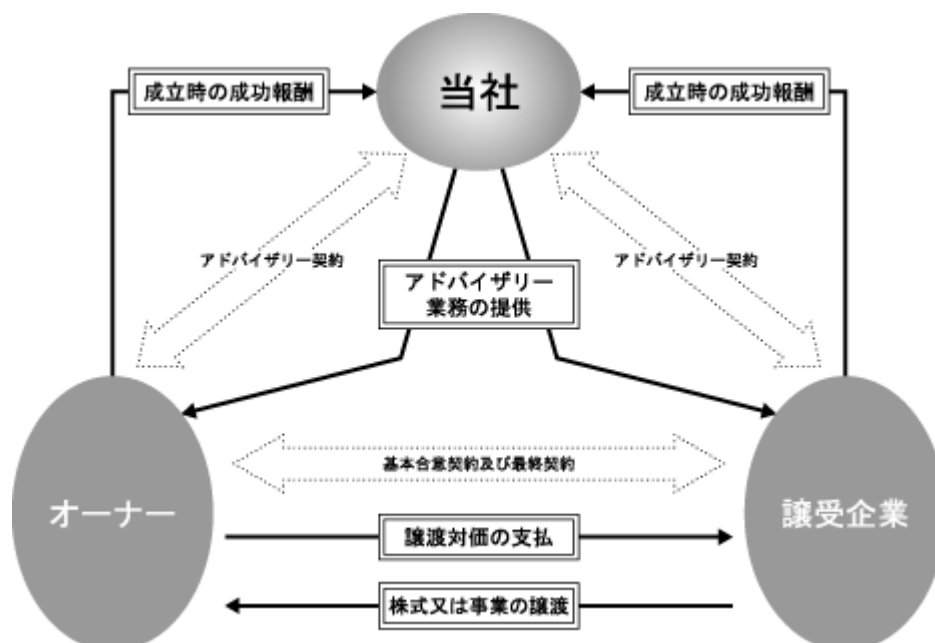 成立時の成功報酬
当社
成立時の成功報酬
アドバイザリー契約
アドバイザリー
業務の提供
アドバイザリー契約
基本合意契約及び最終契約
オーナー
譲受企業
譲渡対価の支払
株式又は事業の譲渡